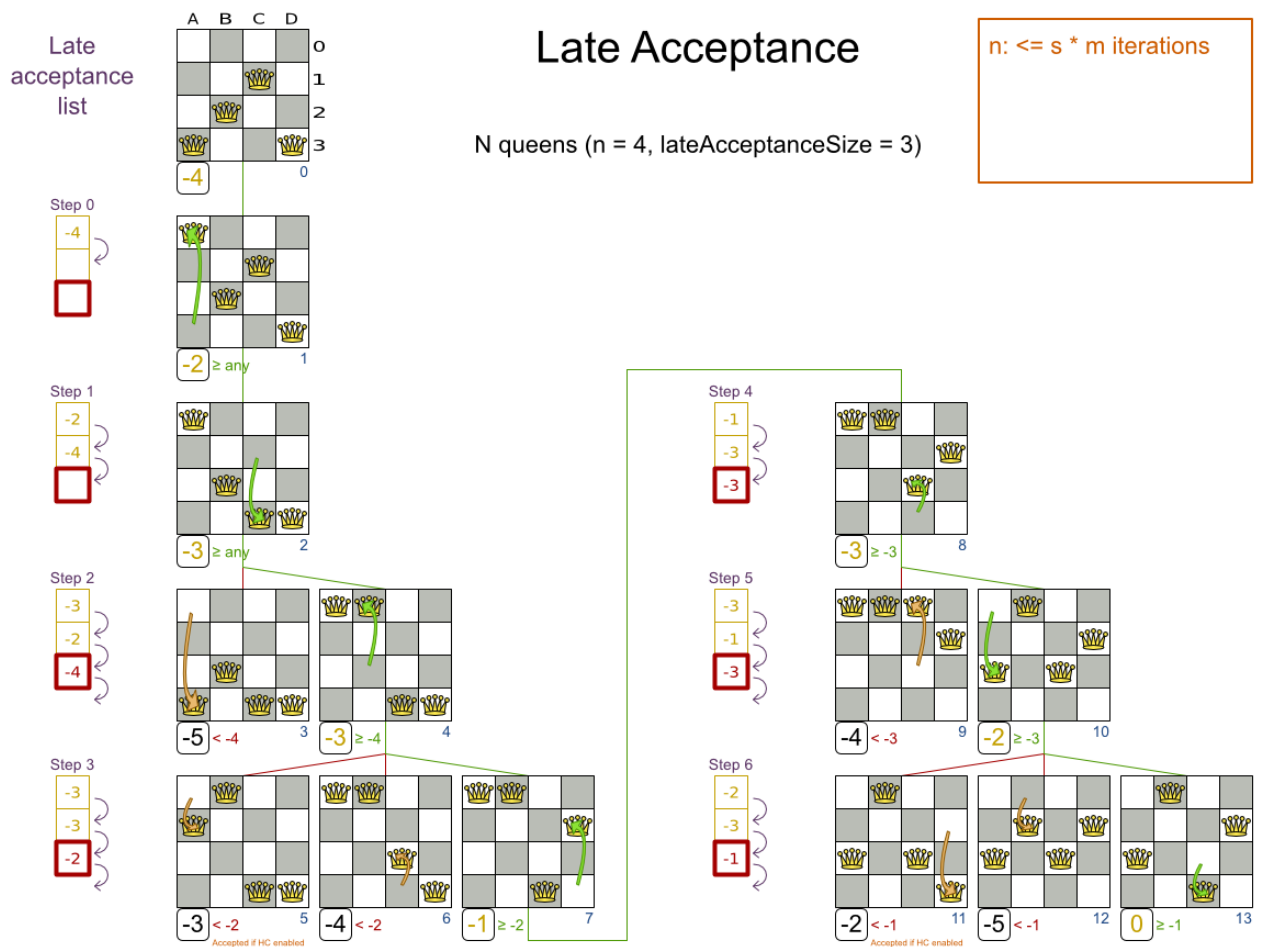 Late
acceptance
list
A B C D
0
1
2
3
-4
0
Late Acceptance
N queens (n = 4, lateAcceptanceSize = 3)
n: <= s * m iterations
Step 0
-4
-2 ≥ any
1
Step 1
-2
-4
-3 ≥ any
2
Step 2
-3
-2
-4
-5 < -4
3
-3 ≥ -4
4
Step 3
-3
-3
-2
-3 < -2
5
Accepted if HC enabled
-4 < -2
6
-1 ≥ -2
7
Step 4
-1
-3
-3
-3 ≥ -3
8
Step 5
-3
-1
-3
-4 < -3
9
-2 ≥ -3
10
Step 6
-2
-3
-1
-2 < -1
11
Accepted if HC enabled
-5 < -1
12
0 ≥ -1
13